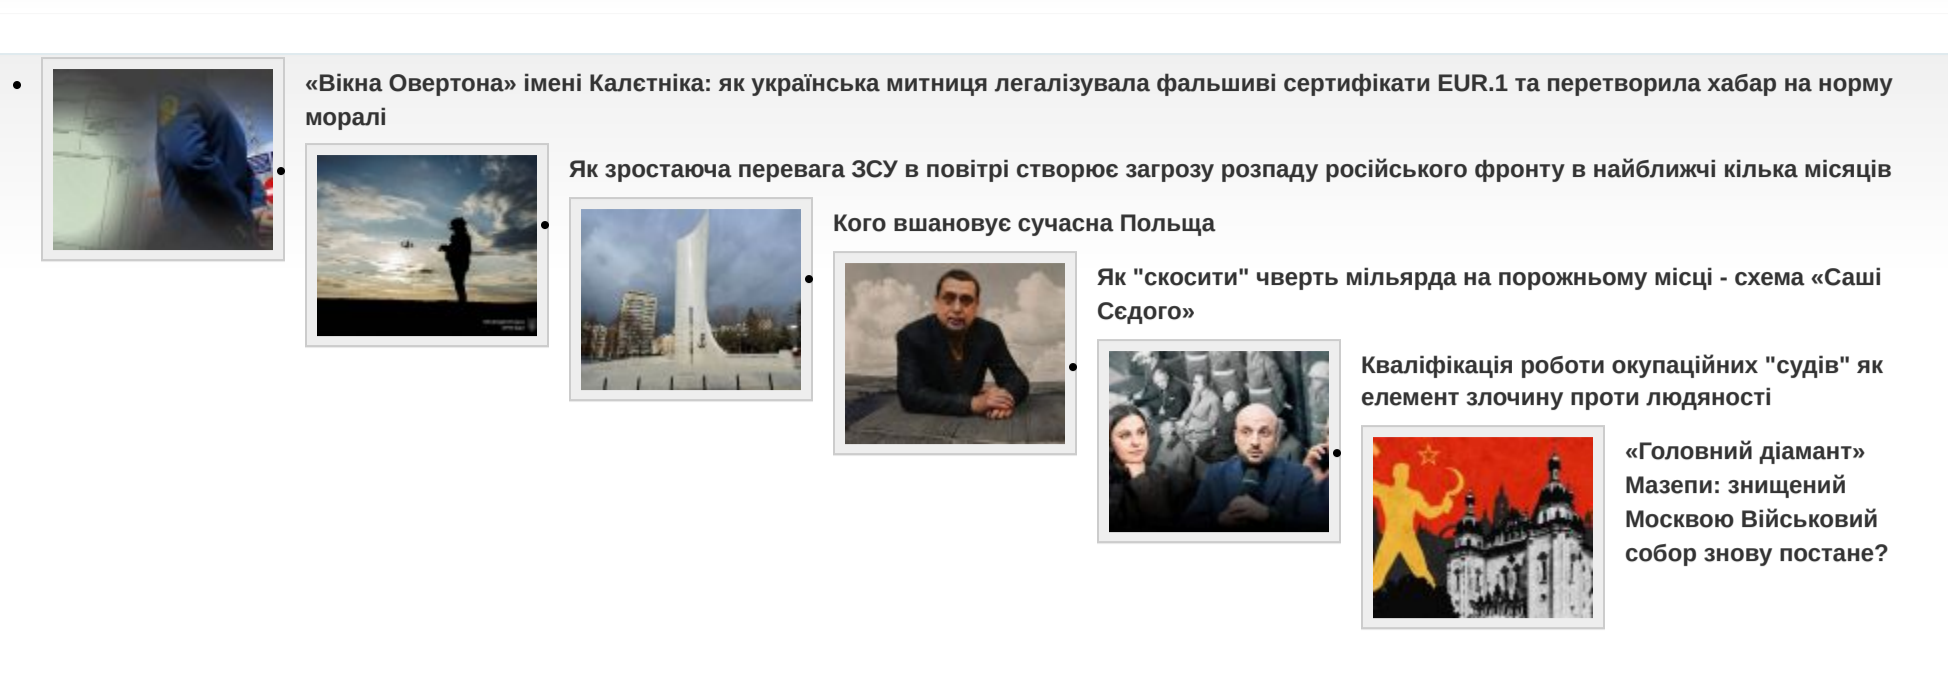 «Вікна Овертона» імені Калєтніка: як українська митниця легалізувала фальшиві сертифікати EUR.1 та перетворила хабар на норму
моралі
Як зростаюча перевага ЗСУ в повітрі створює загрозу розпаду російського фронту в найближчі кілька місяців
Кого вшановує сучасна Польща
Як "скосити" чверть мільярда на порожньому місці - схема «Саші
Сєдого»
Кваліфікація роботи окупаційних "судів" як
елемент злочину проти людяності
«Головний діамант»
Мазепи: знищений
Москвою Військовий
собор знову постане?